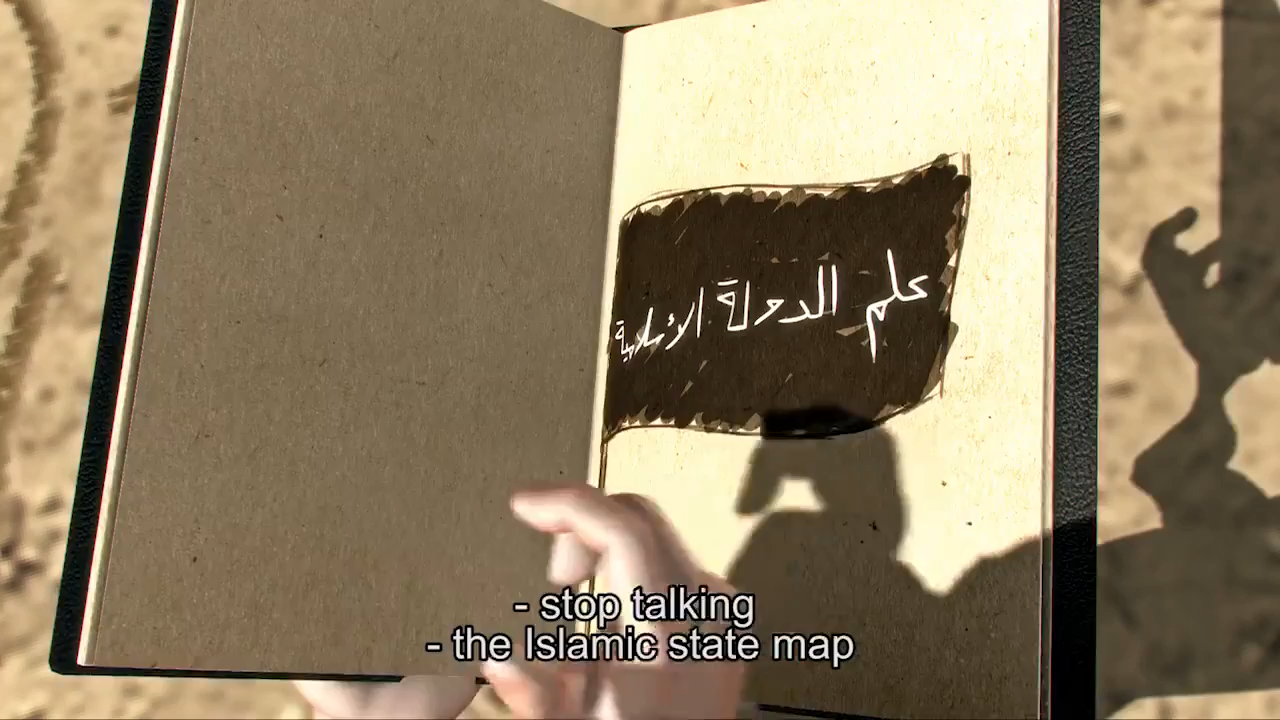 علم الدولة الإسلامية
- stop talking
- the Islamic state map